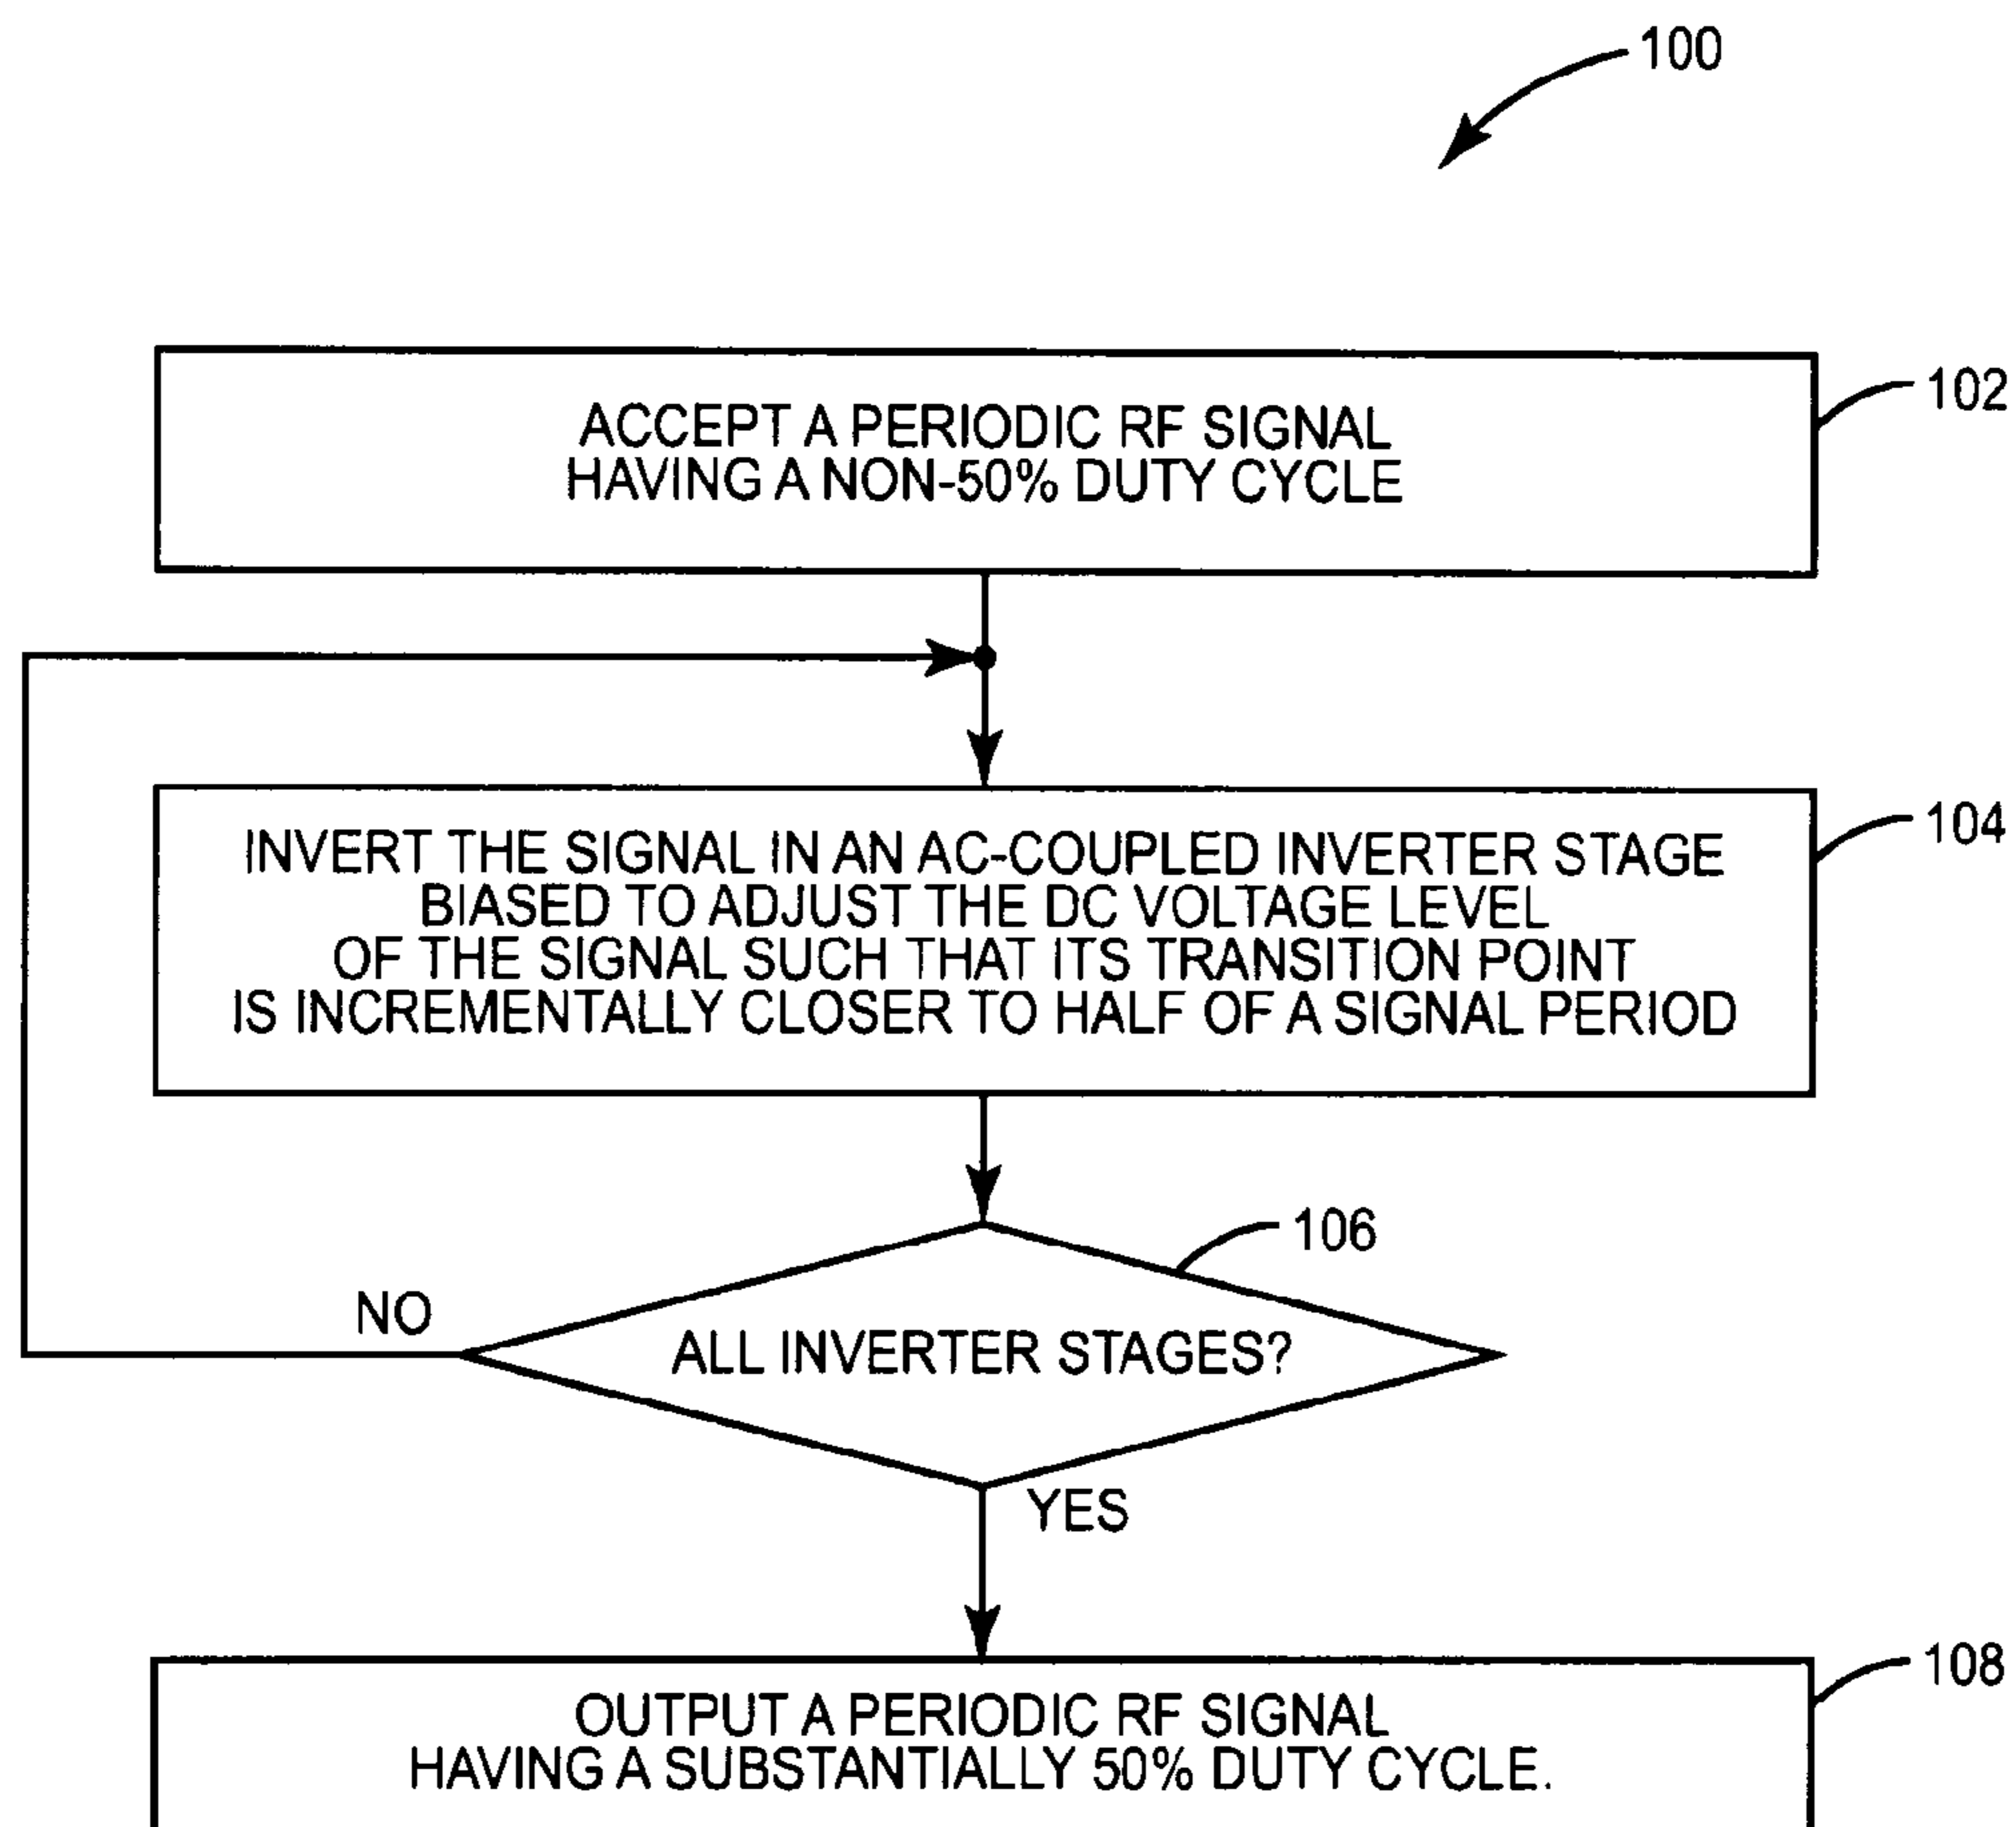 100
ACCEPT A PERIODIC RF SIGNAL
HAVING A NON-50% DUTY CYCLE
102
INVERT THE SIGNAL IN AN AC-COUPLED INVERTER STAGE
BIASED TO ADJUST THE DC VOLTAGE LEVEL
OF THE SIGNAL SUCH THAT ITS TRANSITION POINT
IS INCREMENTALLY CLOSER TO HALF OF A SIGNAL PERIOD
104
106
NO
ALL INVERTER STAGES?
YES
OUTPUT A PERIODIC RF SIGNAL
HAVING A SUBSTANTIALLY 50% DUTY CYCLE.
108